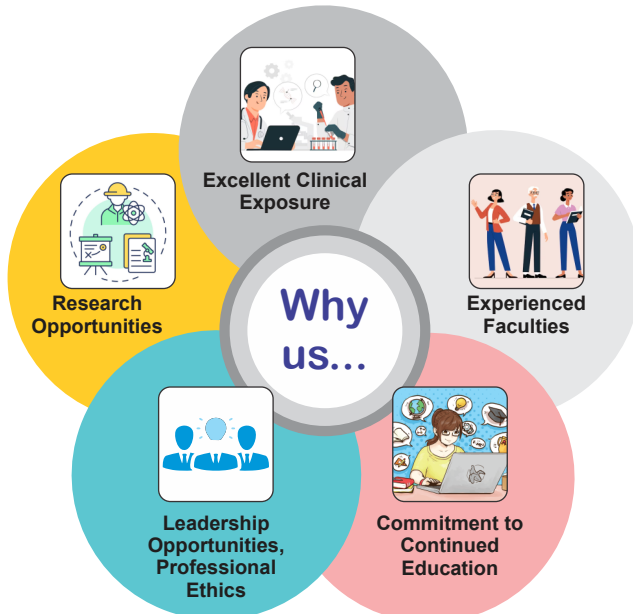 Excellent Clinical
Exposure
Research
Opportunities
Experienced
Faculties
Why
us...
Leadership
Opportunities,
Professional
Ethics
Commitment to
Continued
Education